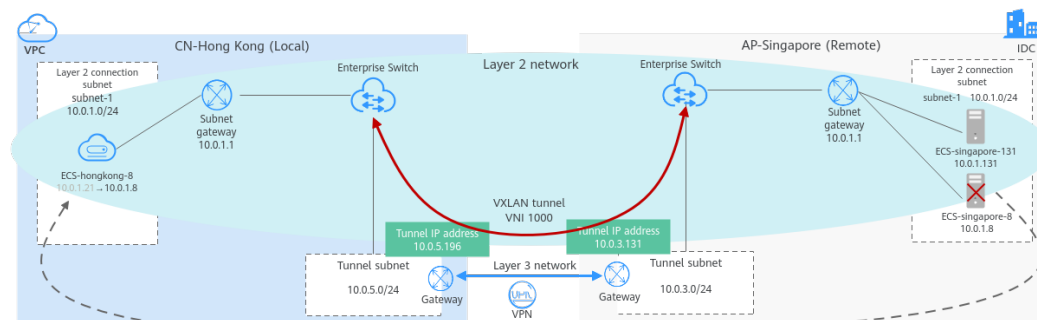 VPC
CN-Hong Kong (Local)
AP-Singapore (Remote)
IDC
Layer 2 connection
subnet
subnet-1
10.0.1.0/24
Enterprise Switch
Layer 2 network
Enterprise Switch
Layer 2 connection
subnet
subnet-1 10.0.1.0/24
Subnet
gateway
10.0.1.1
Subnet
gateway
10.0.1.1
ECS-singapore-131
10.0.1.131
ECS-hongkong-8
10.0.1.21→10.0.1.8
VXLAN tunnel
VNI 1000
ECS-singapore-8
10.0.1.8
Tunnel IP address
10.0.5.196
Tunnel IP address
10.0.3.131
Tunnel subnet
10.0.5.0/24
Gateway
Layer 3 network
VPN
Gateway
Tunnel subnet
10.0.3.0/24